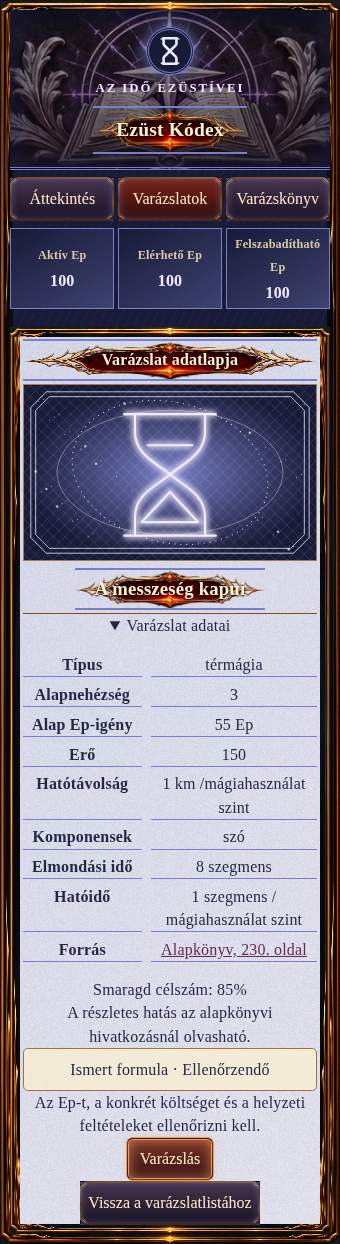 AZ IDŐ EZÜSTÍVEI
Ezüst Kódex
Áttekintés
Varázslatok
Varázskönyv
Aktív Ep
100
Elérhető Ep
100
Felszabadítható
Ep
100
Varázslat adatlapja
A messzeség kapui
▼ Varázslat adatai
Típus térmágia
Alapnehézség 3
Alap Ep-igény 55 Ep
Erő 150
Hatótávolság 1 km /mágiahasználat
szint
Komponensek szó
Elmondási idő 8 szegmens
Hatóidő 1 szegmens /
mágiahasználat szint
Forrás Alapkönyv, 230. oldal
Smaragd célszám: 85%
A részletes hatás az alapkönyvi
hivatkozásnál olvasható.
Ismert formula · Ellenőrzendő
Az Ep-t, a konkrét költséget és a helyzeti
feltételeket ellenőrizni kell.
Varázslás
Vissza a varázslatlistához